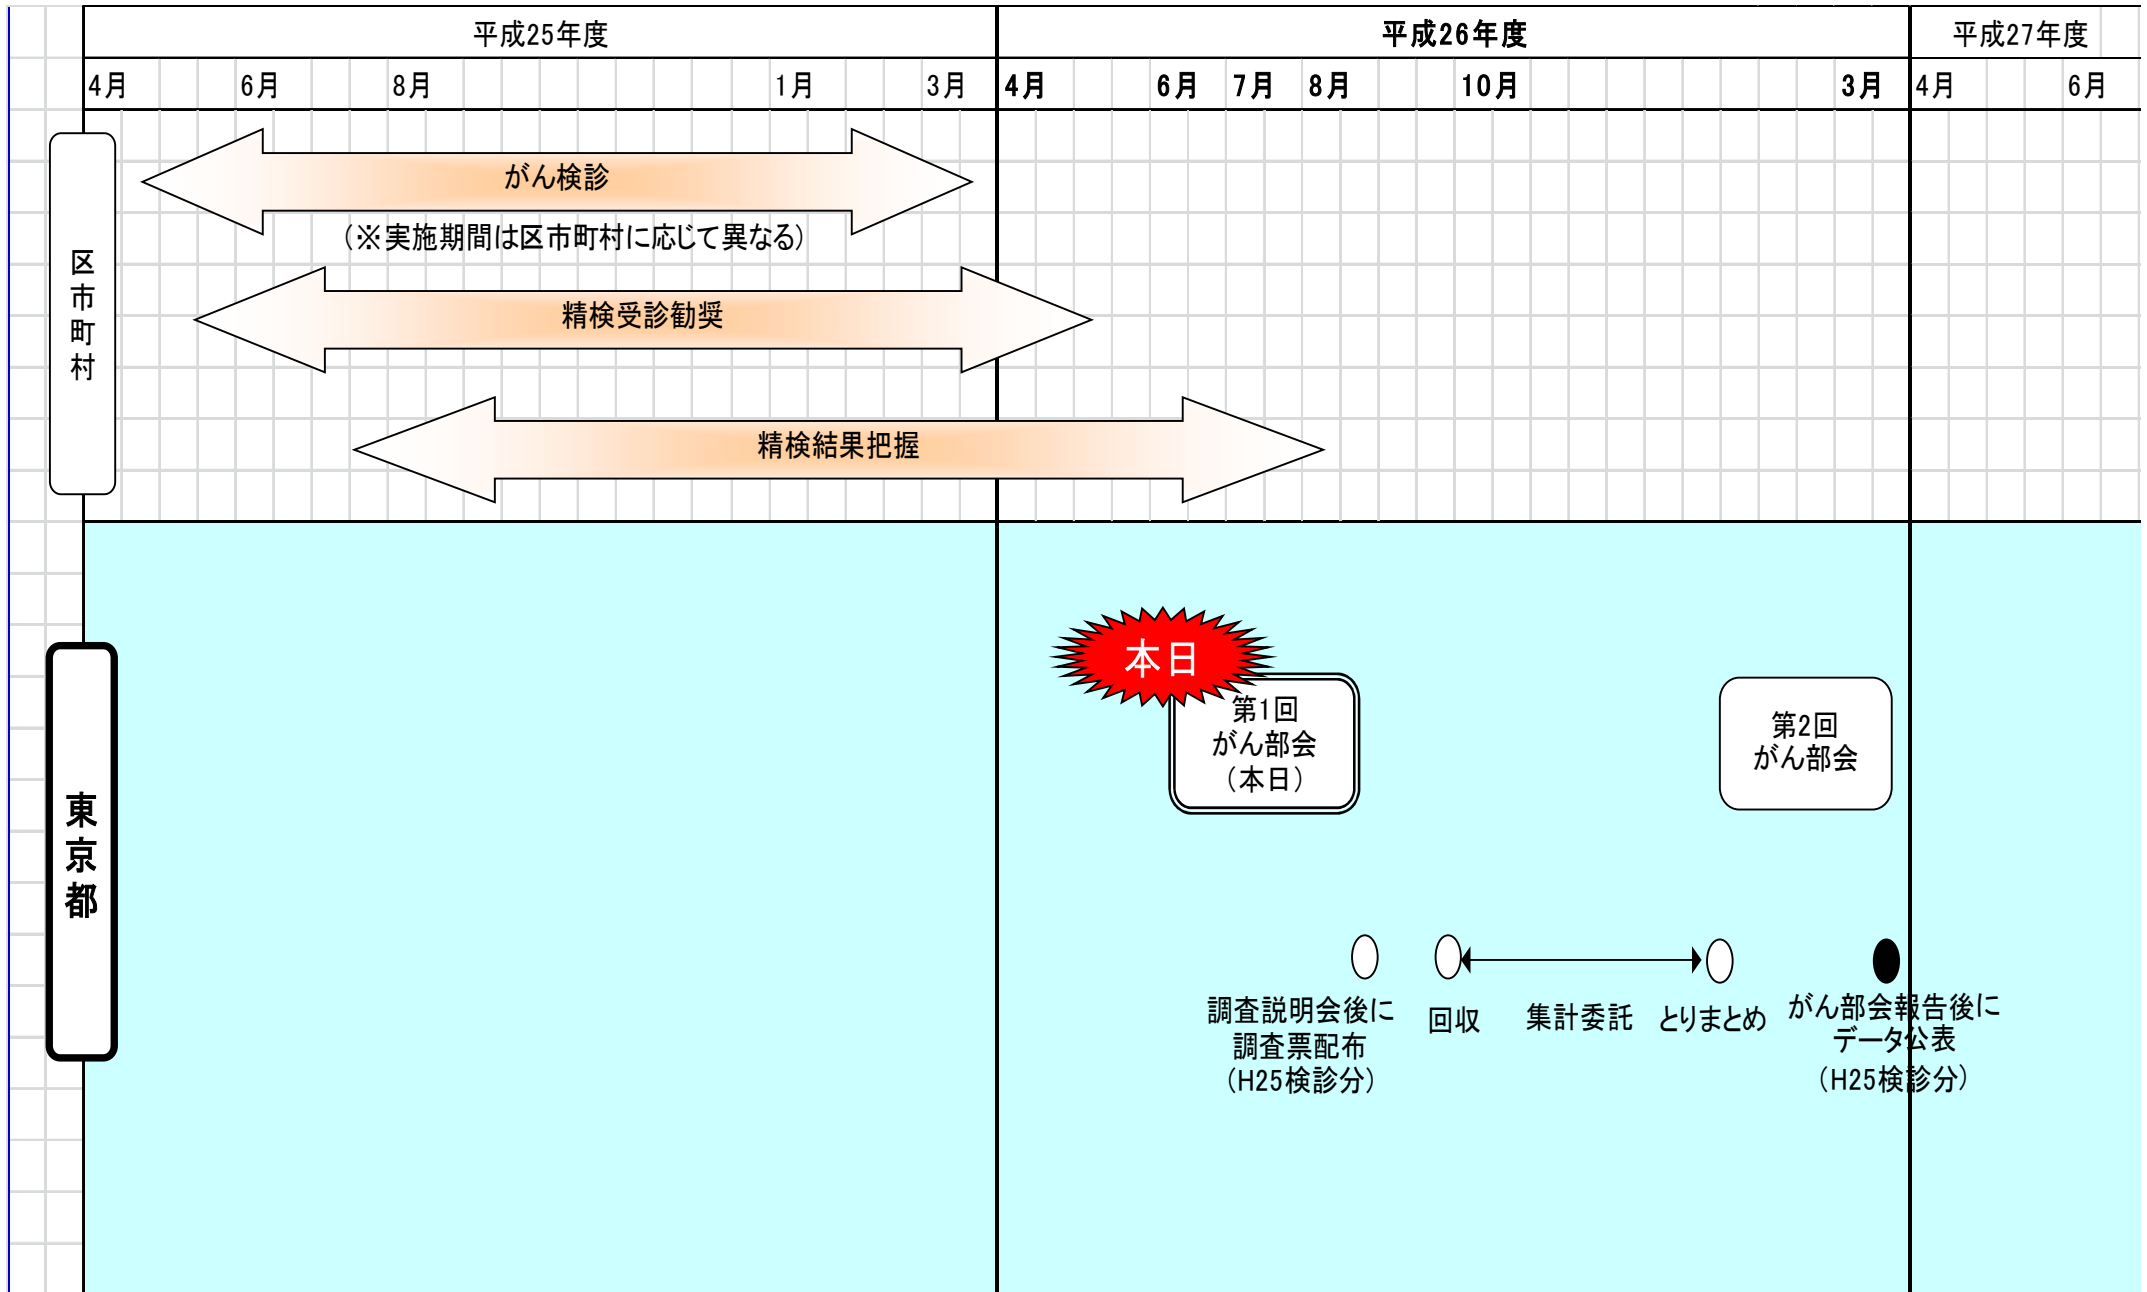 平成25年度
平成26年度
平成27年度
4月
6月
8月
1月
3月
4月
6月
7月
8月
10月
3月
4月
6月
区市町村
がん検診
（※実施期間は区市町村に応じて異なる）
精検受診勧奨
精検結果把握
東京都
本日
第1回
がん部会
（本日）
第2回
がん部会
調査説明会後に
調査票配布
（H25検診分）
回収
集計委託
とりまとめ
がん部会報告後に
データ公表
（H25検診分）